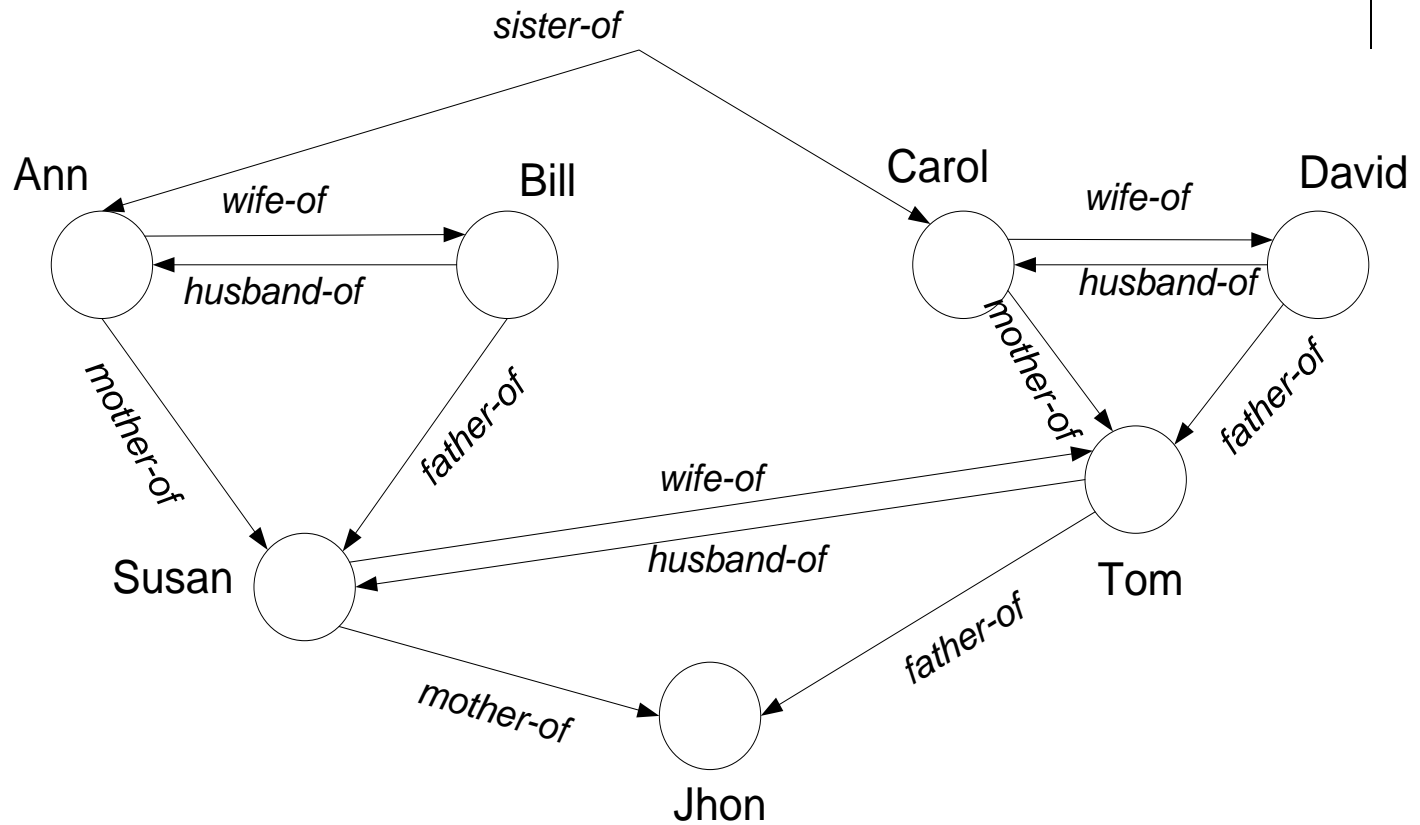 sister-of
Ann
Bill
Carol
David
wife-of
wife-of
husband-of
husband-of
mother-of
father-of
mother-of
father-of
wife-of
husband-of
Susan
Tom
mother-of
father-of
Jhon